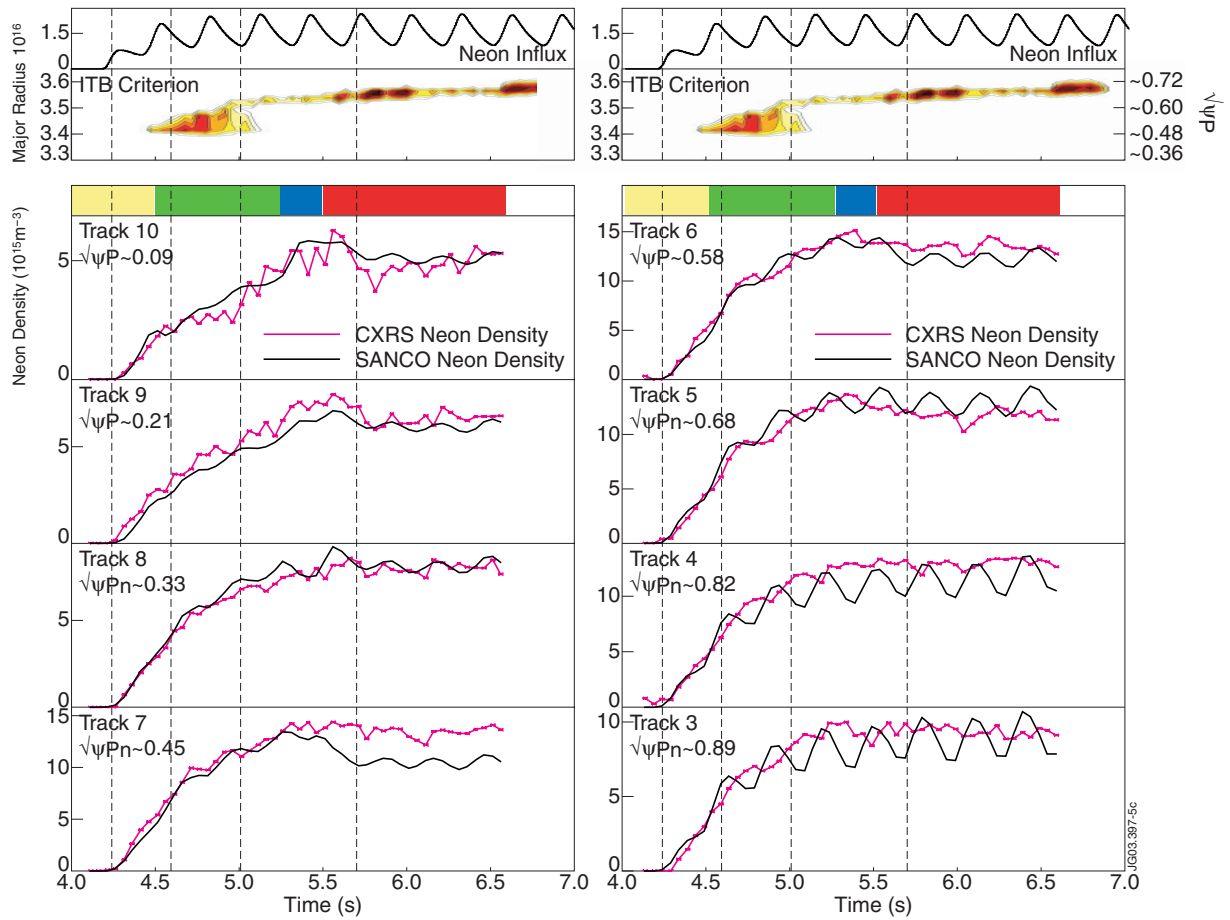 Major Radius 10¹⁶
1.5
0
Neon Influx
ITB Criterion
3.6
3.5
3.4
3.3
1.5
0
Neon Influx
ITB Criterion
3.6
3.5
3.4
3.3
~0.72
~0.60
~0.48
~0.36
√ψP
Neon Density (10¹⁵m⁻³)
Track 10
√ψP~0.09
5
0
CXRS Neon Density
SANCO Neon Density
Track 9
√ψP~0.21
5
0
Track 8
√ψPn~0.33
5
0
Track 7
√ψPn~0.45
15
10
5
0
4.0 4.5 5.0 5.5 6.0 6.5 7.0
Time (s)
Track 6
√ψP~0.58
15
10
5
0
CXRS Neon Density
SANCO Neon Density
Track 5
√ψPn~0.68
10
5
0
Track 4
√ψPn~0.82
10
5
0
Track 3
√ψPn~0.89
10
5
0
4.0 4.5 5.0 5.5 6.0 6.5 7.0
Time (s)
JG03.397-5c